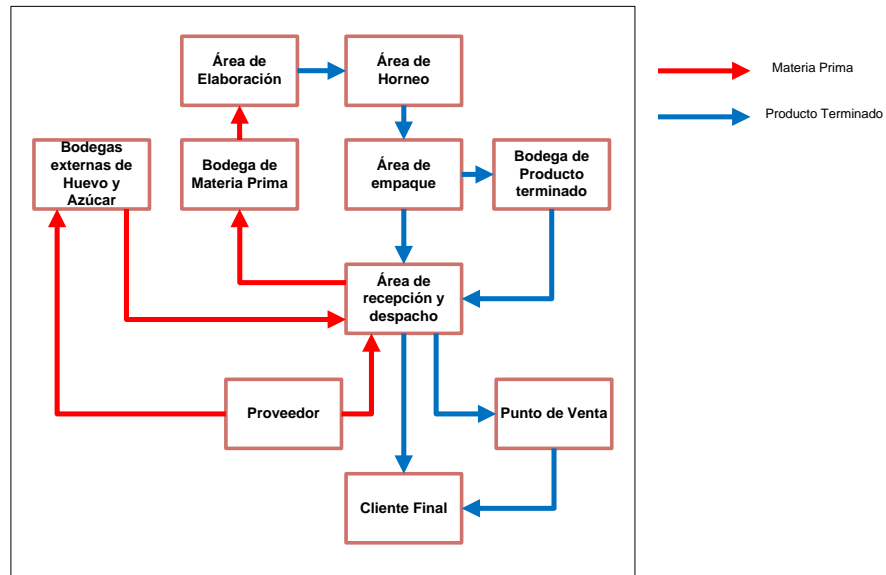 Área de
Elaboración
Área de
Horneo
Materia Prima
Producto Terminado
Bodegas
externas de
Huevo y
Azúcar
Bodega de
Materia Prima
Área de
empaque
Bodega de
Producto
terminado
Área de
recepción y
despacho
Proveedor
Punto de Venta
Cliente Final